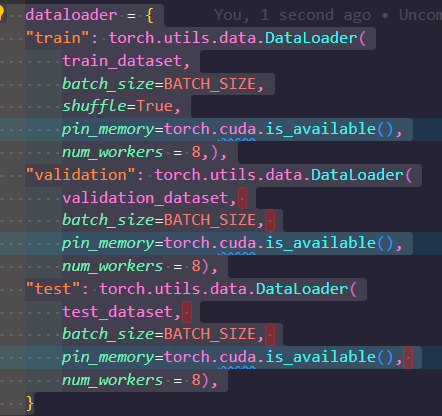 dataloader = { You, 1 second ago • Uncom
"train": torch.utils.data.DataLoader(
train_dataset,
batch_size=BATCH_SIZE,
shuffle=True,
pin_memory=torch.cuda.is_available(),
num_workers = 8,),
"validation": torch.utils.data.DataLoader(
validation_dataset,
batch_size=BATCH_SIZE,
pin_memory=torch.cuda.is_available(),
num_workers = 8),
"test": torch.utils.data.DataLoader(
test_dataset,
batch_size=BATCH_SIZE,
pin_memory=torch.cuda.is_available(),
num_workers = 8),
}